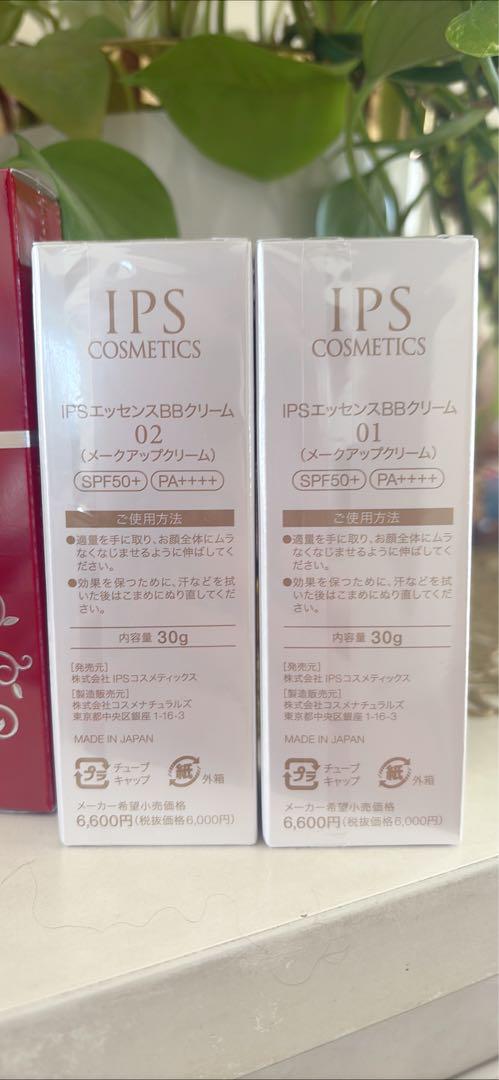 IPS
COSMETICS
IPSエッセンスBBクリーム
02
(メークアップクリーム)
SPF50+ PA++++
ご使用方法
●適量を手に取り、お顔全体にムラ
なくなじませるように伸ばしてく
ださい。
●効果を保つために、汗などを拭
いた後はこまめにぬり直してくだ
さい。
内容量 30g
[発売元]
株式会社 IPSコスメティックス
[製造販売元]
株式会社コスメナチュラルズ
東京都中央区銀座 1-16-3
MADE IN JAPAN
プラ チューブ
キャップ
紙 外箱
メーカー希望小売価格
6,600円(税抜価格6,000円)
IPS
COSMETICS
IPSエッセンスBBクリーム
01
(メークアップクリーム)
SPF50+ PA++++
ご使用方法
●適量を手に取り、お顔全体にムラ
なくなじませるように伸ばしてく
ださい。
●効果を保つために、汗などを拭
いた後はこまめにぬり直してくだ
さい。
内容量 30g
[発売元]
株式会社 IPSコスメティックス
[製造販売元]
株式会社コスメナチュラルズ
東京都中央区銀座 1-16-3
MADE IN JAPAN
プラ チューブ
キャップ
紙 外箱
メーカー希望小売価格
6,600円(税抜価格6,000円)